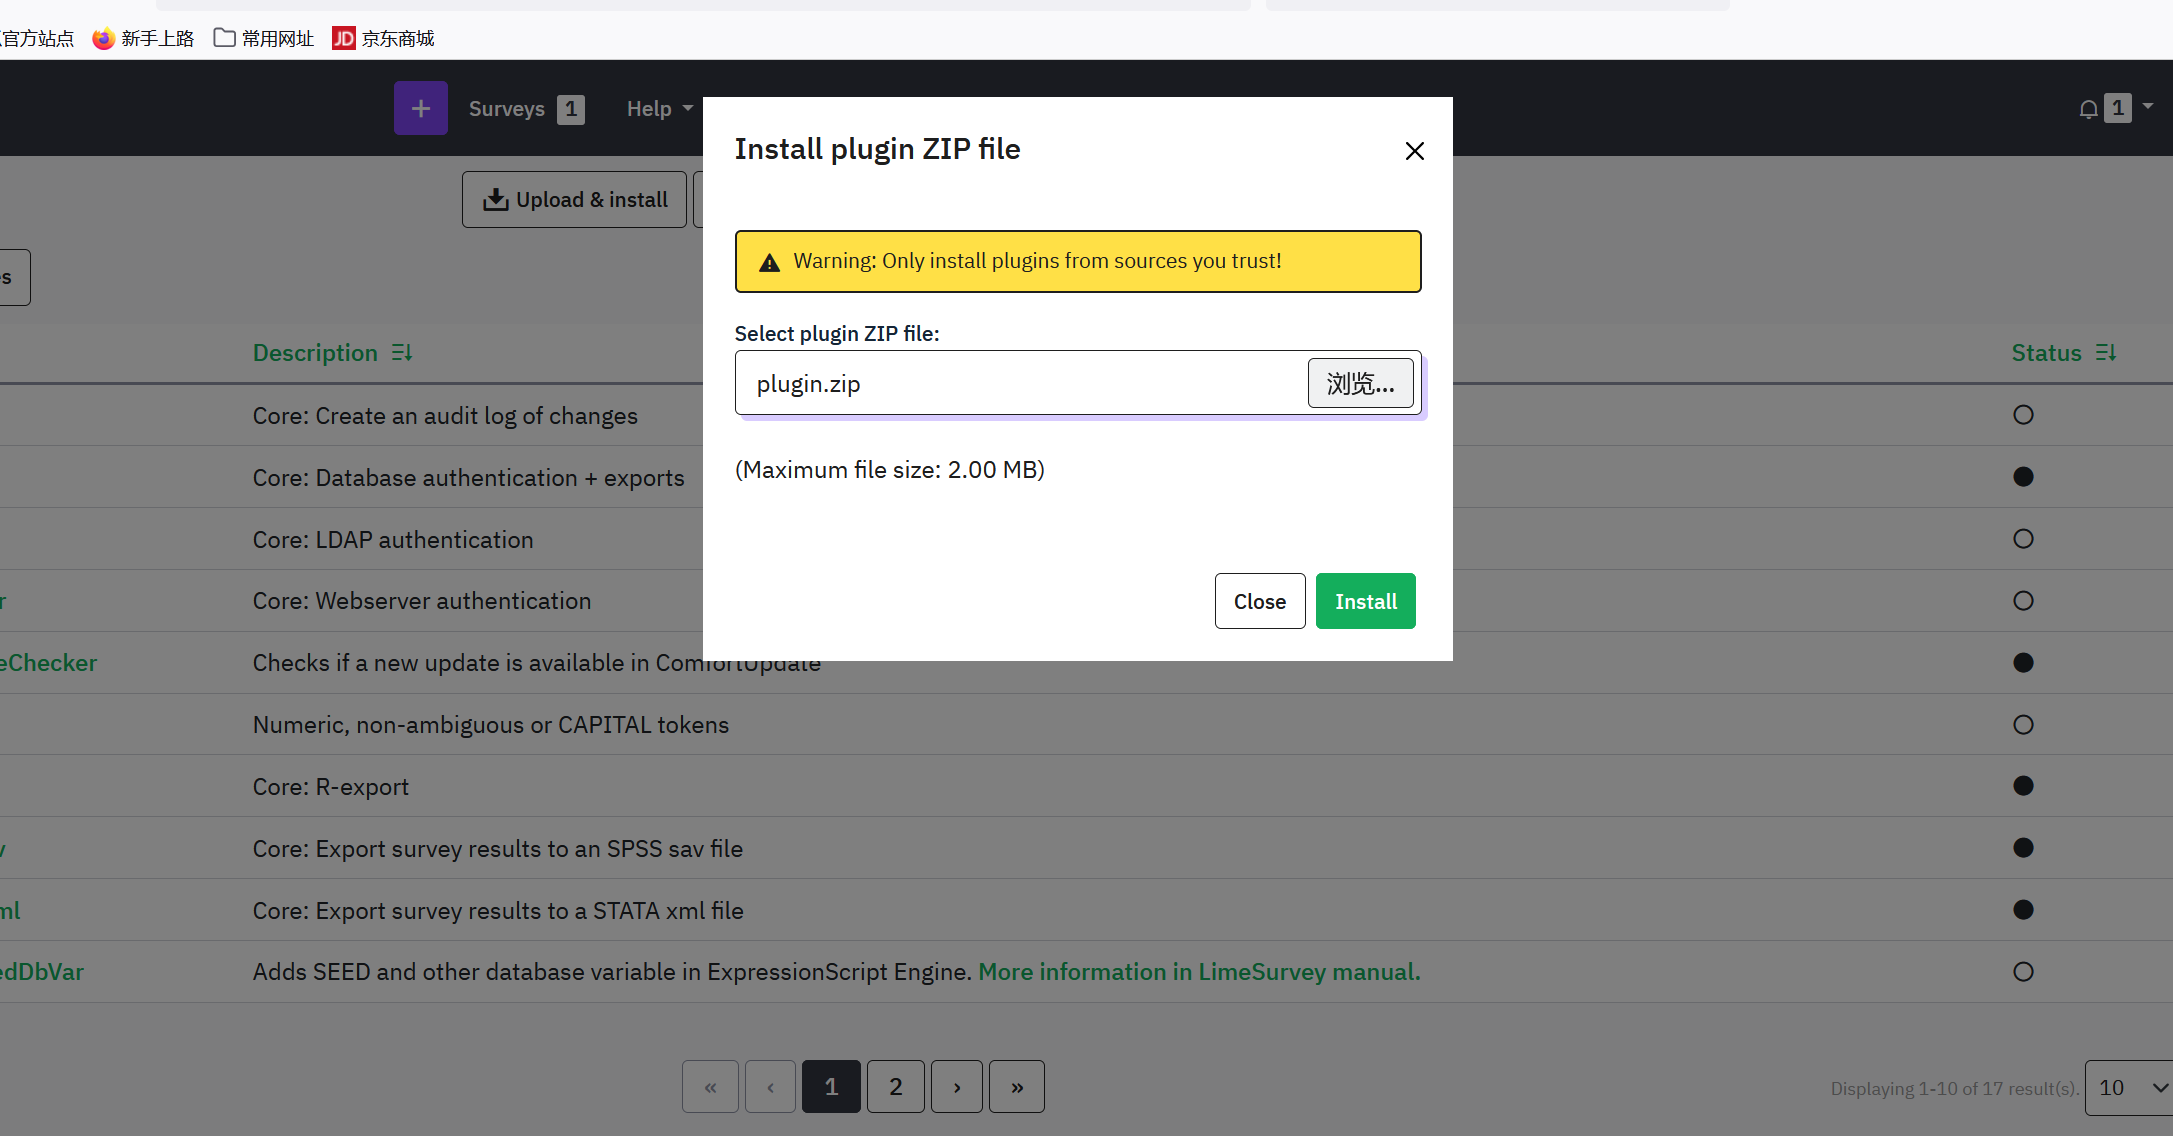 官方站点 新手上路 常用网址 JD 京东商城
+ Surveys 1 Help 1
Install plugin ZIP file
Upload & install
Warning: Only install plugins from sources you trust!
s
Select plugin ZIP file:
Description Status
plugin.zip 浏览...
Core: Create an audit log of changes
(Maximum file size: 2.00 MB)
Core: Database authentication + exports
Core: LDAP authentication
Close Install
r Core: Webserver authentication
eChecker Checks if a new update is available in ComfortUpdate
Numeric, non-ambiguous or CAPITAL tokens
Core: R-export
v Core: Export survey results to an SPSS sav file
ml Core: Export survey results to a STATA xml file
edDbVar Adds SEED and other database variable in ExpressionScript Engine. More information in LimeSurvey manual.
« ‹ 1 2 › » Displaying 1-10 of 17 result(s). 10